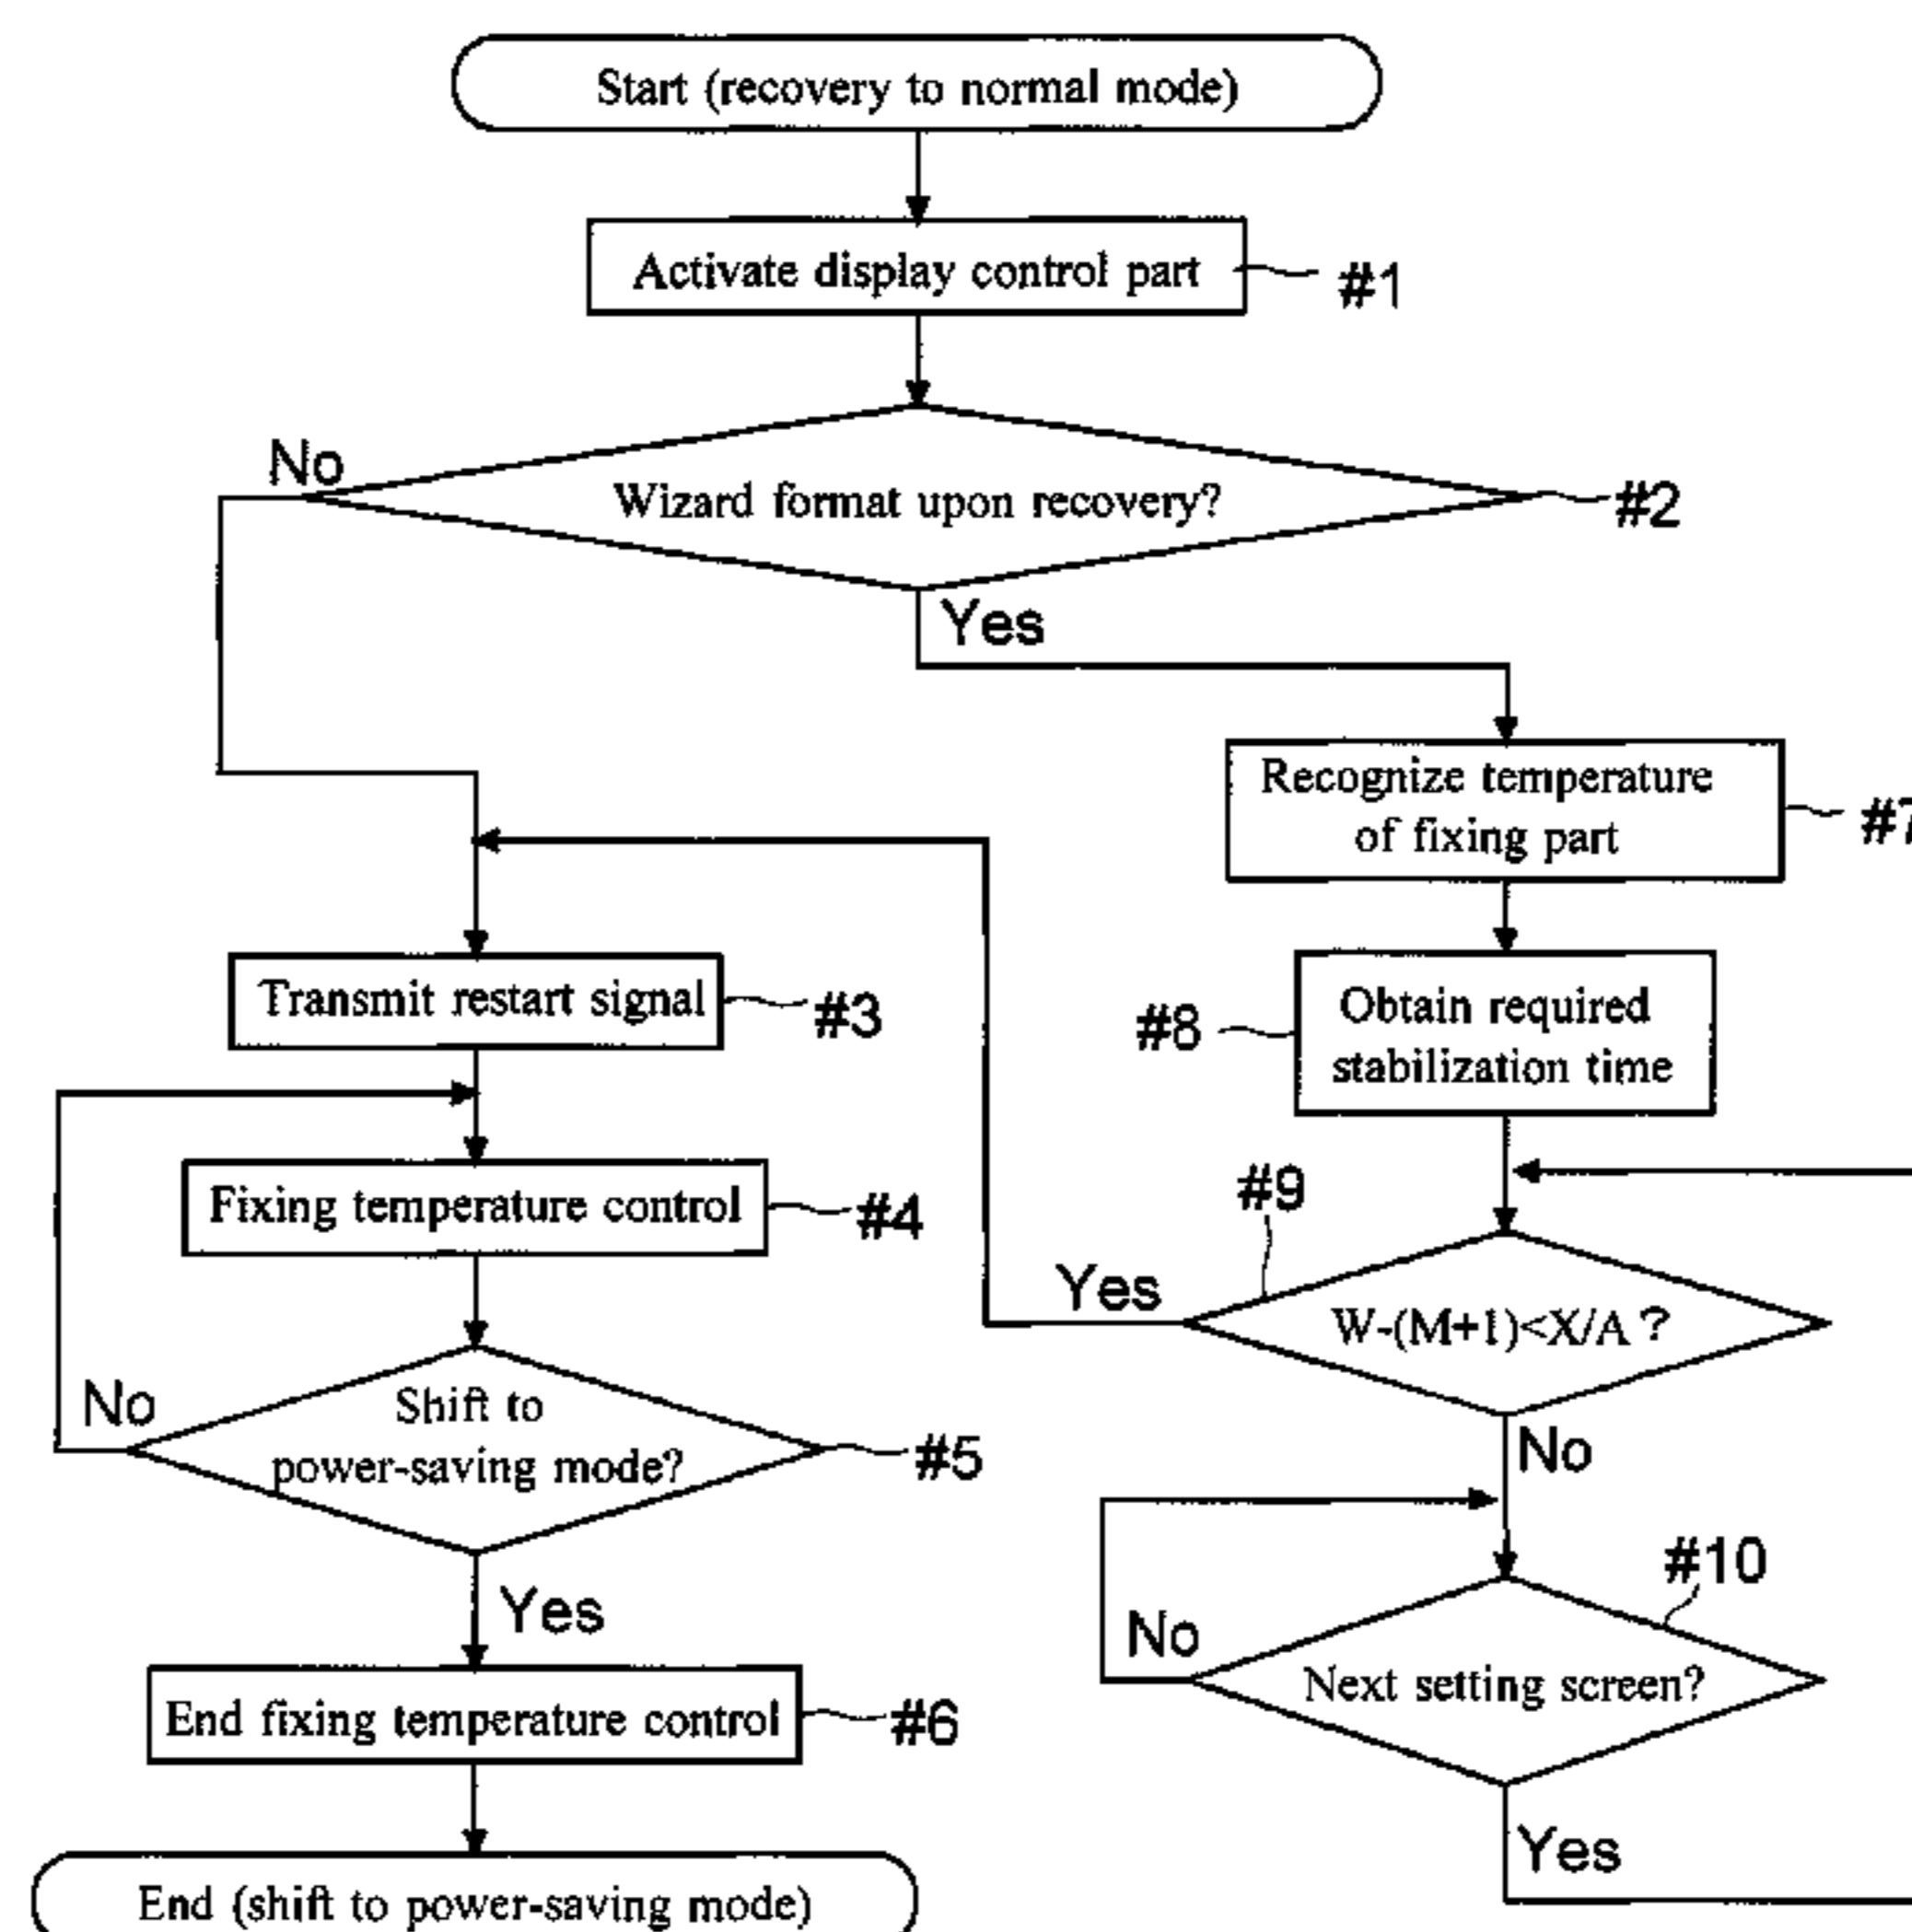 Start (recovery to normal mode)
Activate display control part
#1
No
Wizard format upon recovery?
#2
Yes
Recognize temperature
of fixing part
#7
Transmit restart signal
#3
#8
Obtain required
stabilization time
Fixing temperature control
#4
#9
Yes
W-(M+1)<X/A ?
No
Shift to
power-saving mode?
#5
No
Yes
#10
No
Next setting screen?
End fixing temperature control
#6
Yes
End (shift to power-saving mode)